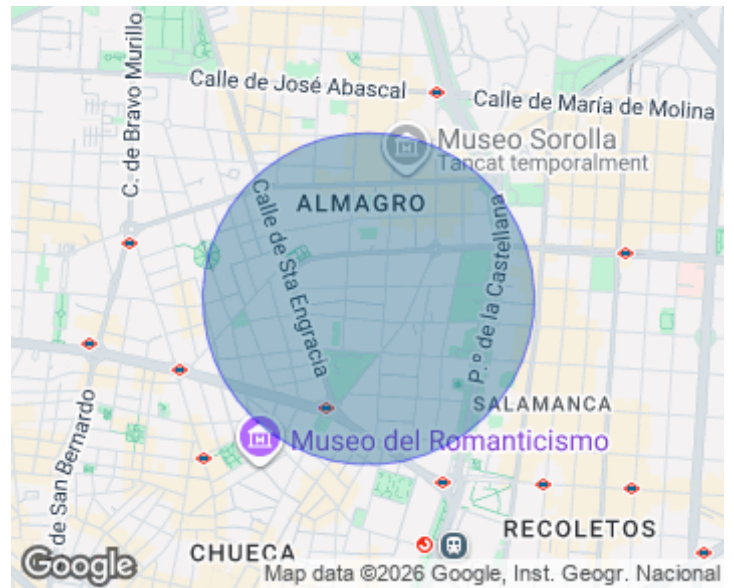 C. de Bravo Murillo
Calle de José Abascal
Calle de María de Molina
Museo Sorolla
Tancat temporalment
ALMAGRO
Calle de Sta Engracia
P.º de la Castellana
SALAMANCA
Museo del Romanticismo
de San Bernardo
RECOLETOS
CHUECA
Google
Map data ©2026 Google, Inst. Geogr. Nacional